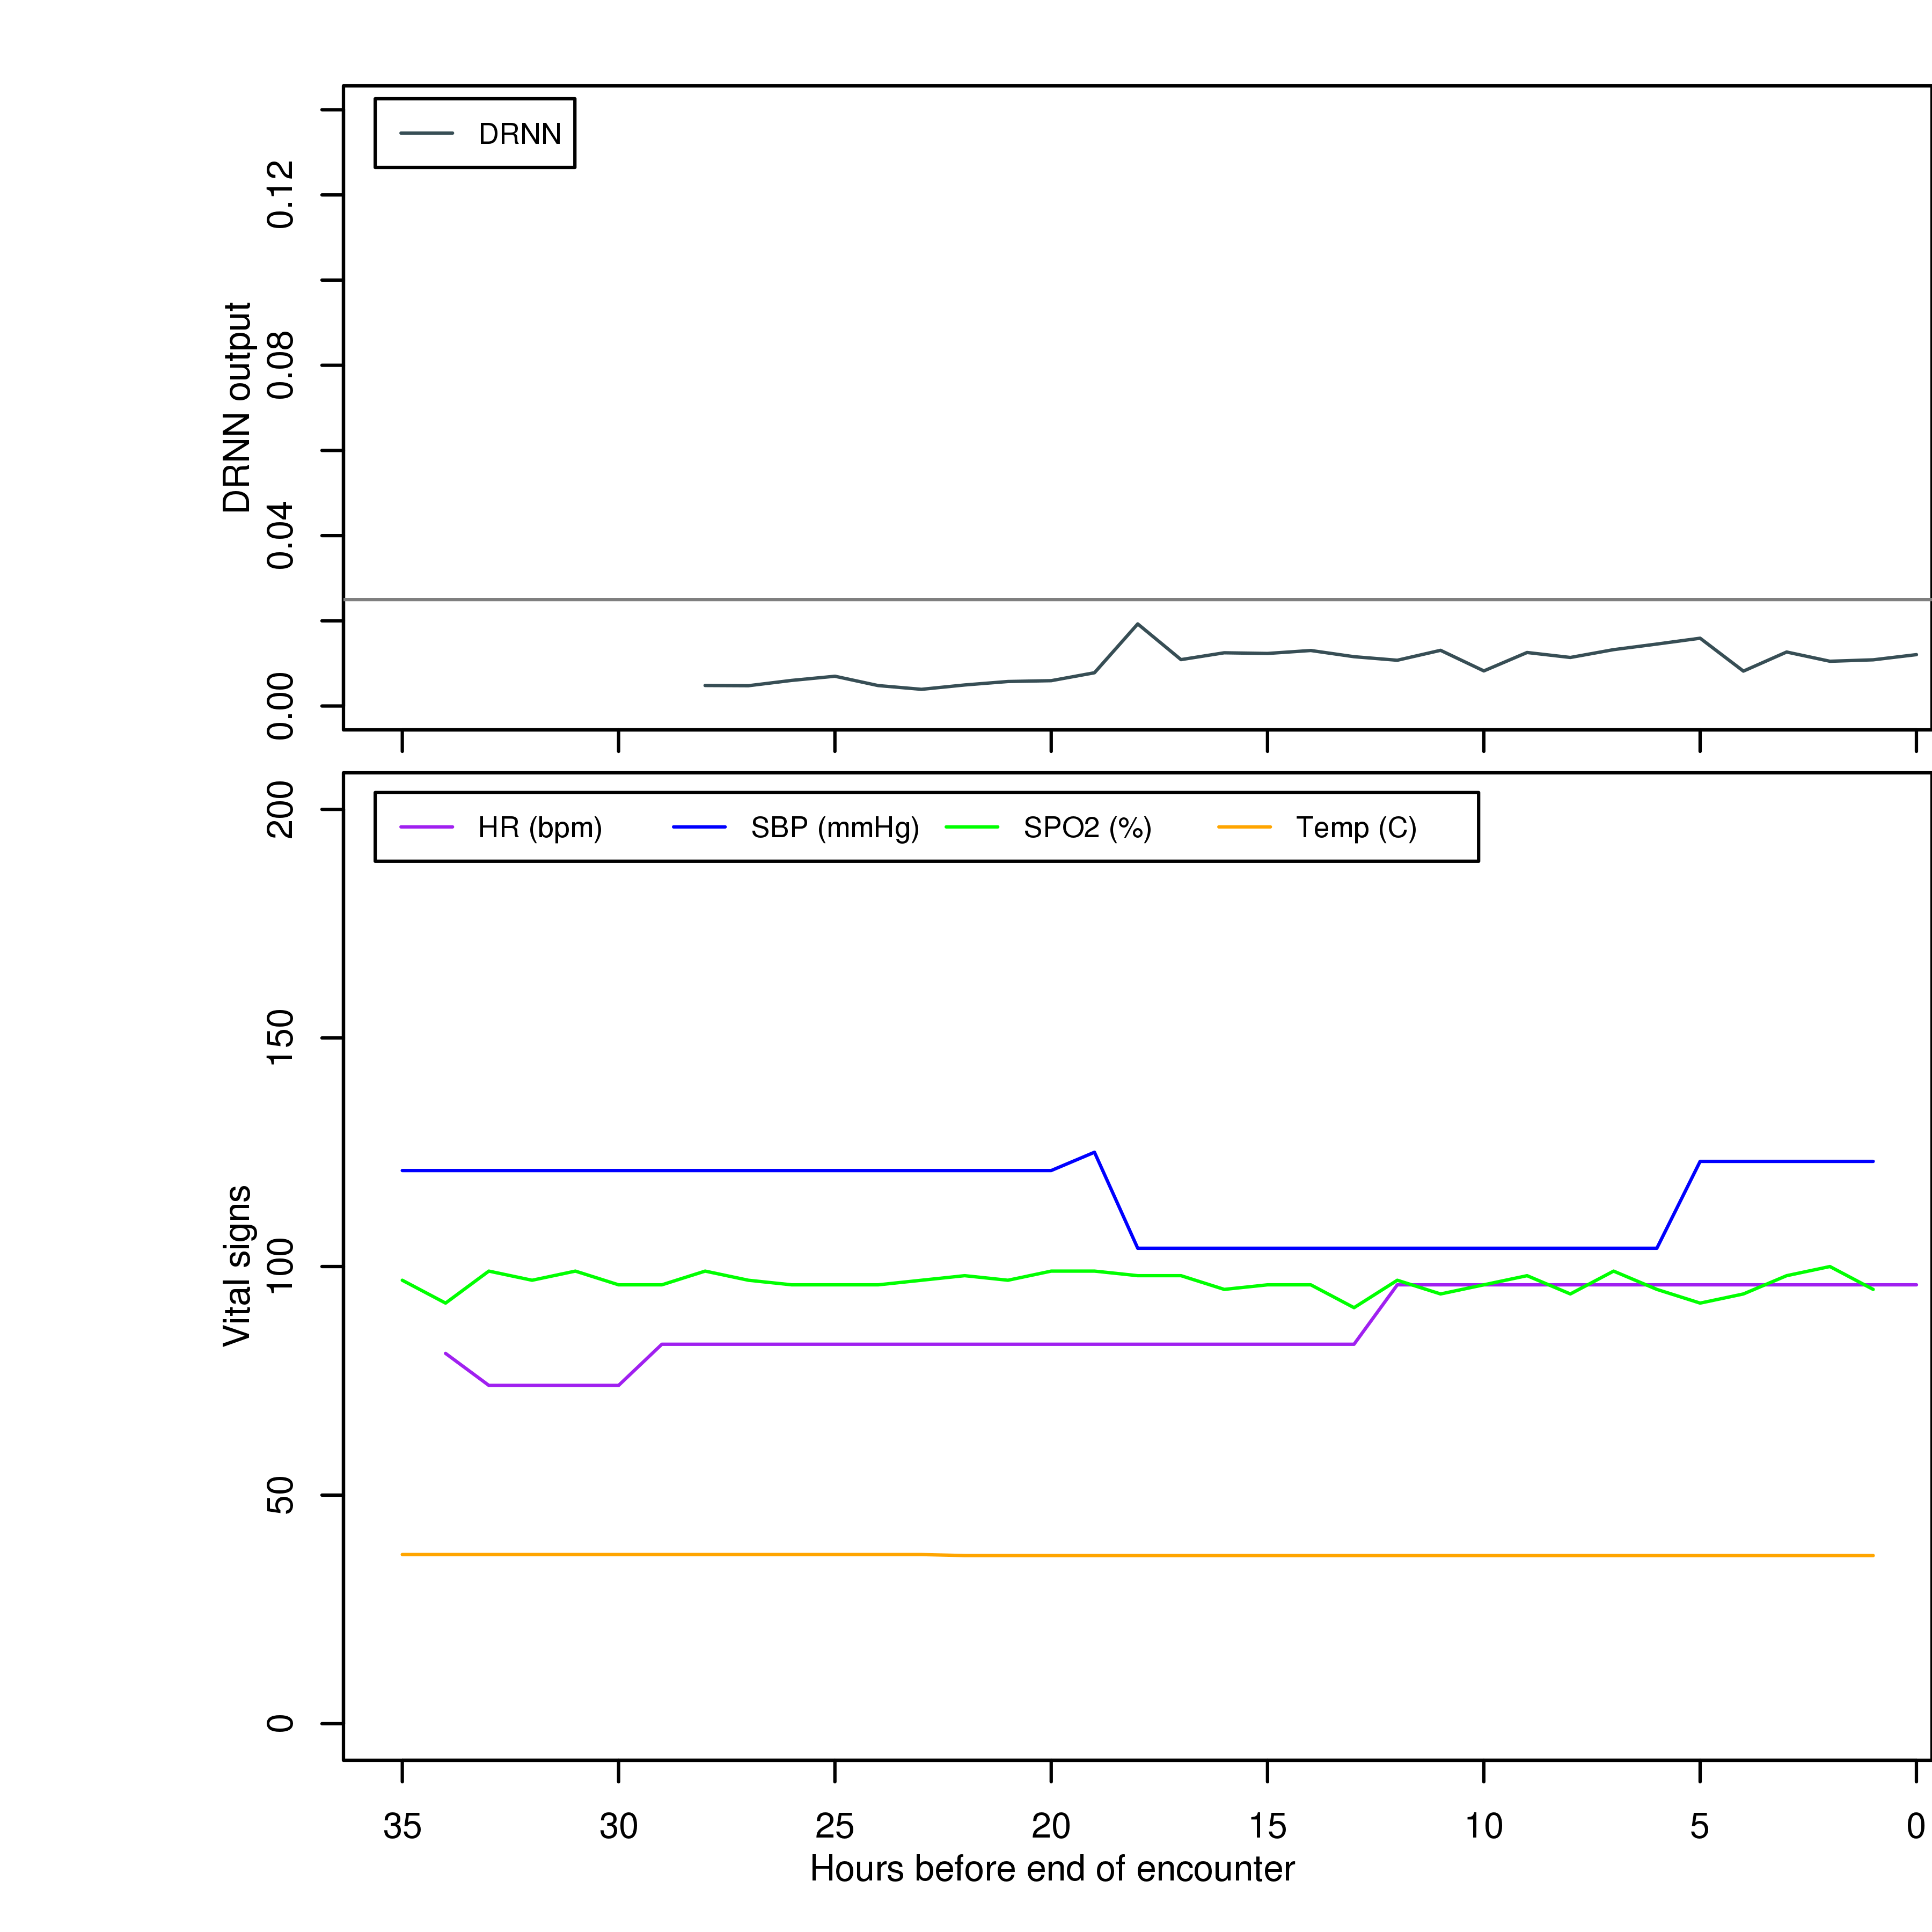 DRNN
DRNN output
0.12
0.08
0.04
0.00
HR (bpm) SBP (mmHg) SPO2 (%) Temp (C)
Vital signs
200
150
100
50
0
35 30 25 20 15 10 5 0
Hours before end of encounter